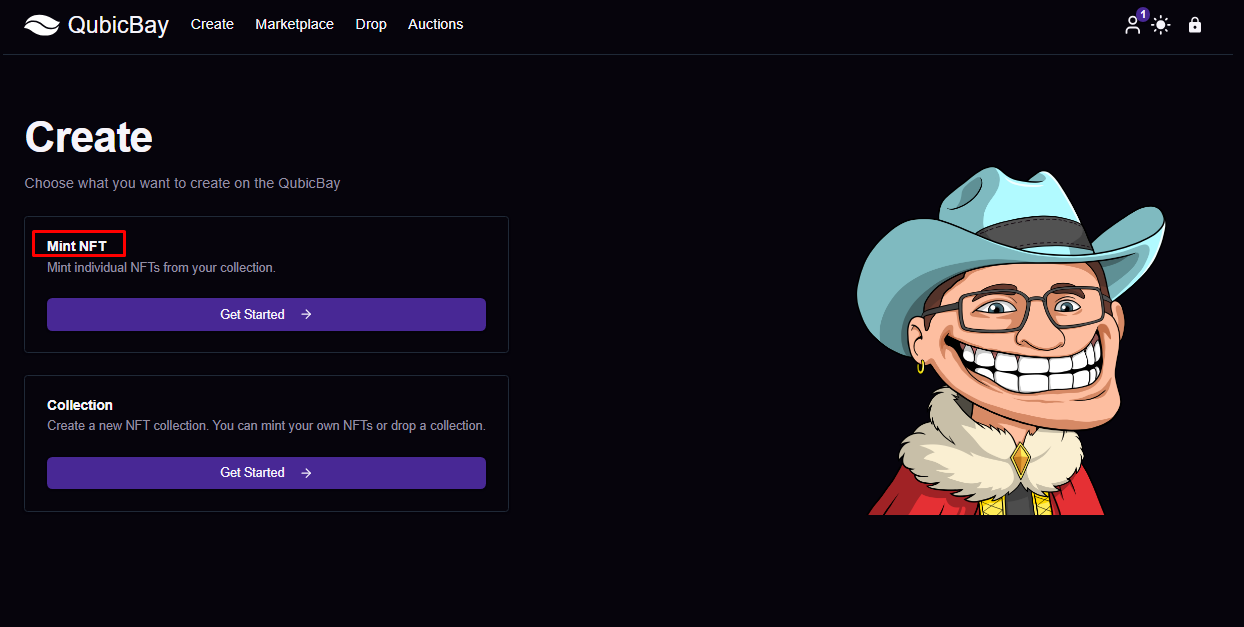 QubicBay Create Marketplace Drop Auctions 1
Create
Choose what you want to create on the QubicBay
Mint NFT
Mint individual NFTs from your collection.
Get Started
Collection
Create a new NFT collection. You can mint your own NFTs or drop a collection.
Get Started